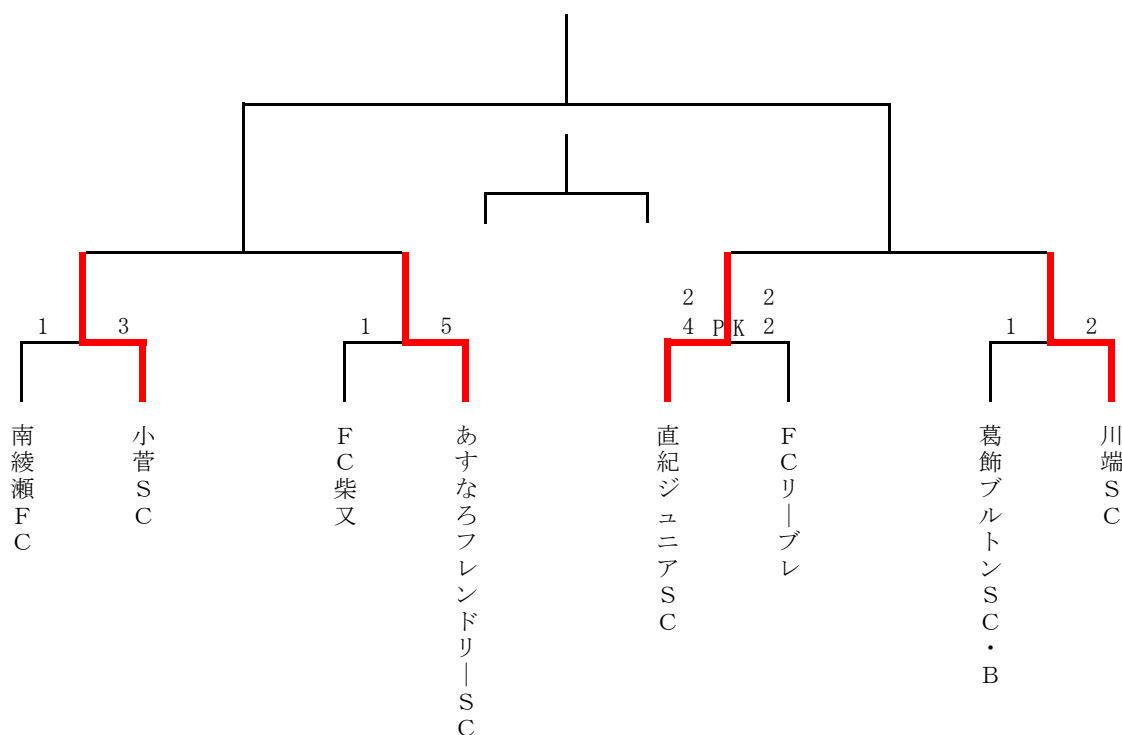 2 2
1 3 1 5 4 PK 2 1 2
南綾瀬FC
小菅SC
FC柴又
あすなろフレンドリーSC
直紀ジュニアSC
FCリーブレ
葛飾ブルトンSC・B
川端SC